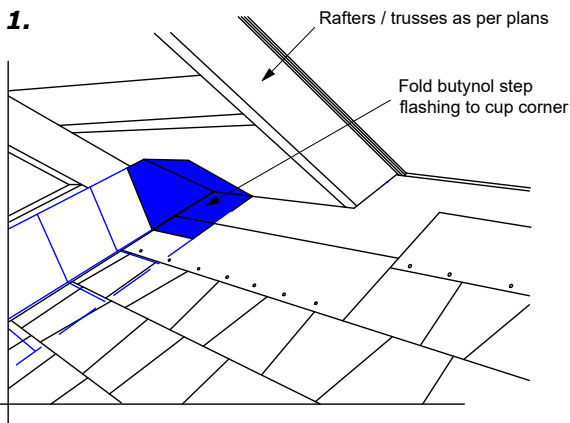 1.
Rafters / trusses as per plans
Fold butynol step
flashing to cup corner